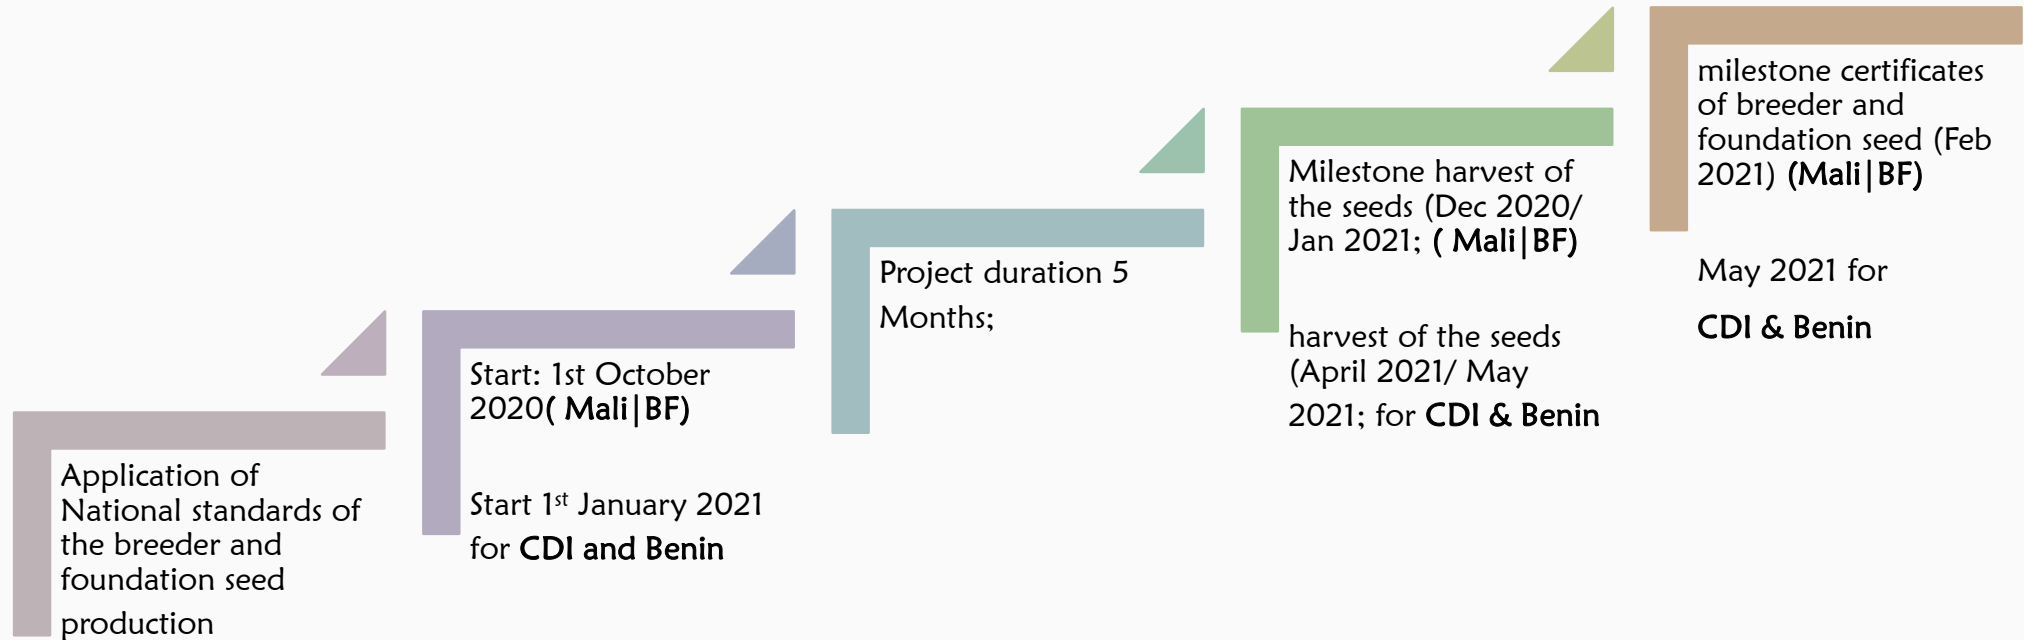 Application of
National standards of
the breeder and
foundation seed
production
Start: 1st October
2020( Mali|BF)
Start 1st January 2021
for CDI and Benin
Project duration 5
Months;
Milestone harvest of
the seeds (Dec 2020/
Jan 2021; ( Mali|BF)
harvest of the seeds
(April 2021/ May
2021; for CDI & Benin
milestone certificates
of breeder and
foundation seed (Feb
2021) (Mali|BF)
May 2021 for
CDI & Benin